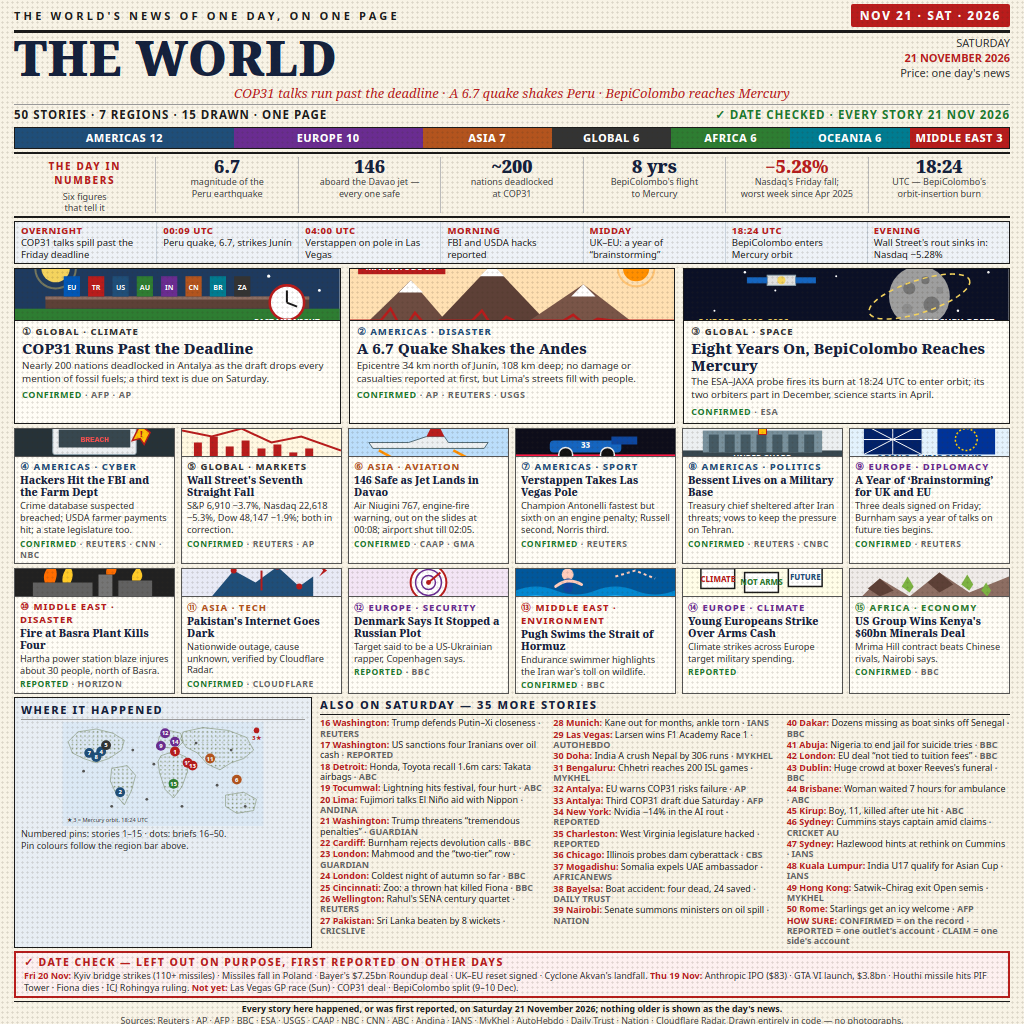 THE WORLD'S NEWS OF ONE DAY, ON ONE PAGE
NOV 21 · SAT · 2026
THE WORLD
SATURDAY
21 NOVEMBER 2026
Price: one day's news
COP31 talks run past the deadline · A 6.7 quake shakes Peru · BepiColombo reaches Mercury
50 STORIES · 7 REGIONS · 15 DRAWN · ONE PAGE
✓ DATE CHECKED · EVERY STORY 21 NOV 2026
AMERICAS 12
EUROPE 10
ASIA 7
GLOBAL 6
AFRICA 6
OCEANIA 6
MIDDLE EAST 3
THE DAY IN
NUMBERS
Six figures
that tell it
6.7
magnitude of the
Peru earthquake
146
aboard the Davao jet —
every one safe
~200
nations deadlocked
at COP31
8 yrs
BepiColombo's flight
to Mercury
−5.28%
Nasdaq's Friday fall;
worst week since Apr 2025
18:24
UTC — BepiColombo's
orbit-insertion burn
OVERNIGHT
COP31 talks spill past the
Friday deadline
00:09 UTC
Peru quake, 6.7, strikes Junín
04:00 UTC
Verstappen on pole in Las
Vegas
MORNING
FBI and USDA hacks
reported
MIDDAY
UK–EU: a year of
"brainstorming"
18:24 UTC
BepiColombo enters
Mercury orbit
EVENING
Wall Street's rout sinks in:
Nasdaq −5.28%
EU TR US AU IN CN BR ZA
① GLOBAL · CLIMATE
COP31 Runs Past the Deadline
Nearly 200 nations deadlocked in Antalya as the draft drops every
mention of fossil fuels; a third text is due on Saturday.
CONFIRMED · AFP · AP
② AMERICAS · DISASTER
A 6.7 Quake Shakes the Andes
Epicentre 34 km north of Junín, 108 km deep; no damage or
casualties reported at first, but Lima's streets fill with people.
CONFIRMED · AP · REUTERS · USGS
③ GLOBAL · SPACE
Eight Years On, BepiColombo Reaches
Mercury
The ESA–JAXA probe fires its burn at 18:24 UTC to enter orbit; its
two orbiters part in December, science starts in April.
CONFIRMED · ESA
BREACH
!
④ AMERICAS · CYBER
Hackers Hit the FBI and
the Farm Dept
Crime database suspected
breached; USDA farmer payments
hit; a state legislature too.
CONFIRMED · REUTERS · CNN ·
NBC
⑤ GLOBAL · MARKETS
Wall Street's Seventh
Straight Fall
S&P 6,910 −3.7%, Nasdaq 22,618
−5.3%, Dow 48,147 −1.9%; both in
correction.
CONFIRMED · REUTERS · AP
⑥ ASIA · AVIATION
146 Safe as Jet Lands in
Davao
Air Niugini 767, engine-fire
warning, out on the slides at
00:08; airport shut till 02:05.
CONFIRMED · CAAP · GMA
33
⑦ AMERICAS · SPORT
Verstappen Takes Las
Vegas Pole
Champion Antonelli fastest but
sixth on an engine penalty; Russell
second, Norris third.
CONFIRMED · REUTERS
⑧ AMERICAS · POLITICS
Bessent Lives on a Military
Base
Treasury chief sheltered after Iran
threats; vows to keep the pressure
on Tehran.
CONFIRMED · REUTERS · CNBC
⑨ EUROPE · DIPLOMACY
A Year of ‘Brainstorming’
for UK and EU
Three deals signed on Friday;
Burnham says a year of talks on
future ties begins.
CONFIRMED · REUTERS
⑩ MIDDLE EAST ·
DISASTER
Fire at Basra Plant Kills
Four
Hartha power station blaze injures
about 30 people, north of Basra.
REPORTED · HORIZON
⑪ ASIA · TECH
Pakistan's Internet Goes
Dark
Nationwide outage, cause
unknown, verified by Cloudflare
Radar.
CONFIRMED · CLOUDFLARE
⑫ EUROPE · SECURITY
Denmark Says It Stopped a
Russian Plot
Target said to be a US-Ukrainian
rapper, Copenhagen says.
REPORTED · BBC
⑬ MIDDLE EAST ·
ENVIRONMENT
Pugh Swims the Strait of
Hormuz
Endurance swimmer highlights
the Iran war's toll on wildlife.
CONFIRMED · BBC
CLIMATE
NOT ARMS
FUTURE
⑭ EUROPE · CLIMATE
Young Europeans Strike
Over Arms Cash
Climate strikes across Europe
target military spending.
REPORTED
⑮ AFRICA · ECONOMY
US Group Wins Kenya's
$60bn Minerals Deal
Mrima Hill contract beats Chinese
rivals, Nairobi says.
CONFIRMED · BBC
WHERE IT HAPPENED
★ 3 = Mercury orbit, 18:24 UTC
Numbered pins: stories 1–15 · dots: briefs 16–50.
Pin colours follow the region bar above.
ALSO ON SATURDAY — 35 MORE STORIES
16 Washington: Trump defends Putin–Xi closeness ·
REUTERS
17 Washington: US sanctions four Iranians over oil
cash · REPORTED
18 Detroit: Honda, Toyota recall 1.6m cars: Takata
airbags · ABC
19 Tocumwal: Lightning hits festival, four hurt · ABC
20 Lima: Fujimori talks El Niño aid with Nippon ·
ANDINA
21 Washington: Trump threatens "tremendous
penalties" · GUARDIAN
22 Cardiff: Burnham rejects devolution calls · BBC
23 London: Mahmood and the "two-tier" row ·
GUARDIAN
24 London: Coldest night of autumn so far · BBC
25 Cincinnati: Zoo: a thrown hat killed Fiona · BBC
26 Wellington: Rahul's SENA century quartet ·
REUTERS
27 Pakistan: Sri Lanka beaten by 8 wickets ·
CRICSLIVE
28 Munich: Kane out for months, ankle torn · IANS
29 Las Vegas: Larsen wins F1 Academy Race 1 ·
AUTOHEBDO
30 Doha: India A crush Nepal by 306 runs · MYKHEL
31 Bengaluru: Chhetri reaches 200 ISL games ·
MYKHEL
32 Antalya: EU warns COP31 risks failure · AP
33 Antalya: Third COP31 draft due Saturday · AFP
34 New York: Nvidia −14% in the AI rout ·
REPORTED
35 Charleston: West Virginia legislature hacked ·
REPORTED
36 Chicago: Illinois probes dam cyberattack · CBS
37 Mogadishu: Somalia expels UAE ambassador ·
AFRICANEWS
38 Bayelsa: Boat accident: four dead, 24 saved ·
DAILY TRUST
39 Nairobi: Senate summons ministers on oil spill ·
NATION
40 Dakar: Dozens missing as boat sinks off Senegal ·
BBC
41 Abuja: Nigeria to end jail for suicide tries · BBC
42 London: EU deal "not tied to tuition fees" · BBC
43 Dublin: Huge crowd at boxer Reeves's funeral ·
BBC
44 Brisbane: Woman waited 7 hours for ambulance
· ABC
45 Kirup: Boy, 11, killed after ute hit · ABC
46 Sydney: Cummins stays captain amid claims ·
CRICKET AU
47 Sydney: Hazlewood hints at rethink on Cummins
· IANS
48 Kuala Lumpur: India U17 qualify for Asian Cup ·
IANS
49 Hong Kong: Satwik–Chirag exit Open semis ·
MYKHEL
50 Rome: Starlings get an icy welcome · AFP
HOW SURE: CONFIRMED = on the record ·
REPORTED = one outlet's account · CLAIM = one
side's account
✓ DATE CHECK — LEFT OUT ON PURPOSE, FIRST REPORTED ON OTHER DAYS
Fri 20 Nov: Kyiv bridge strikes (110+ missiles) · Missiles fall in Poland · Bayer's $7.25bn Roundup deal · UK–EU reset signed · Cyclone Akvan's landfall. Thu 19 Nov: Anthropic IPO ($83) · GTA VI launch, $3.8bn · Houthi missile hits PIF
Tower · Fiona dies · ICJ Rohingya ruling. Not yet: Las Vegas GP race (Sun) · COP31 deal · BepiColombo split (9–10 Dec).
Every story here happened, or was first reported, on Saturday 21 November 2026; nothing older is shown as the day's news.
Sources: Reuters · AP · AFP · BBC · ESA · USGS · CAAP · NBC · CNN · ABC · Andina · IANS · MyKhel · AutoHebdo · Daily Trust · Nation · Cloudflare Radar. Drawn entirely in code — no photographs.